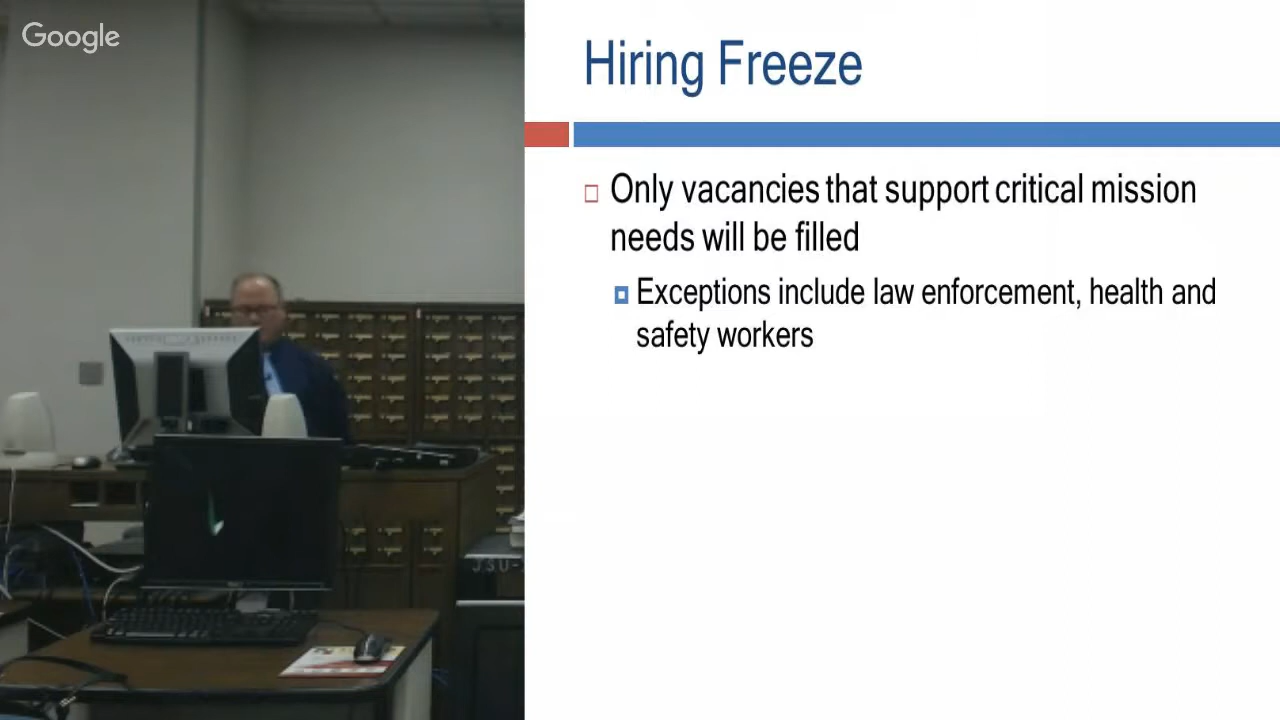 Google
Hiring Freeze
Only vacancies that support critical mission
needs will be filled
Exceptions include law enforcement, health and
safety workers
JSU-